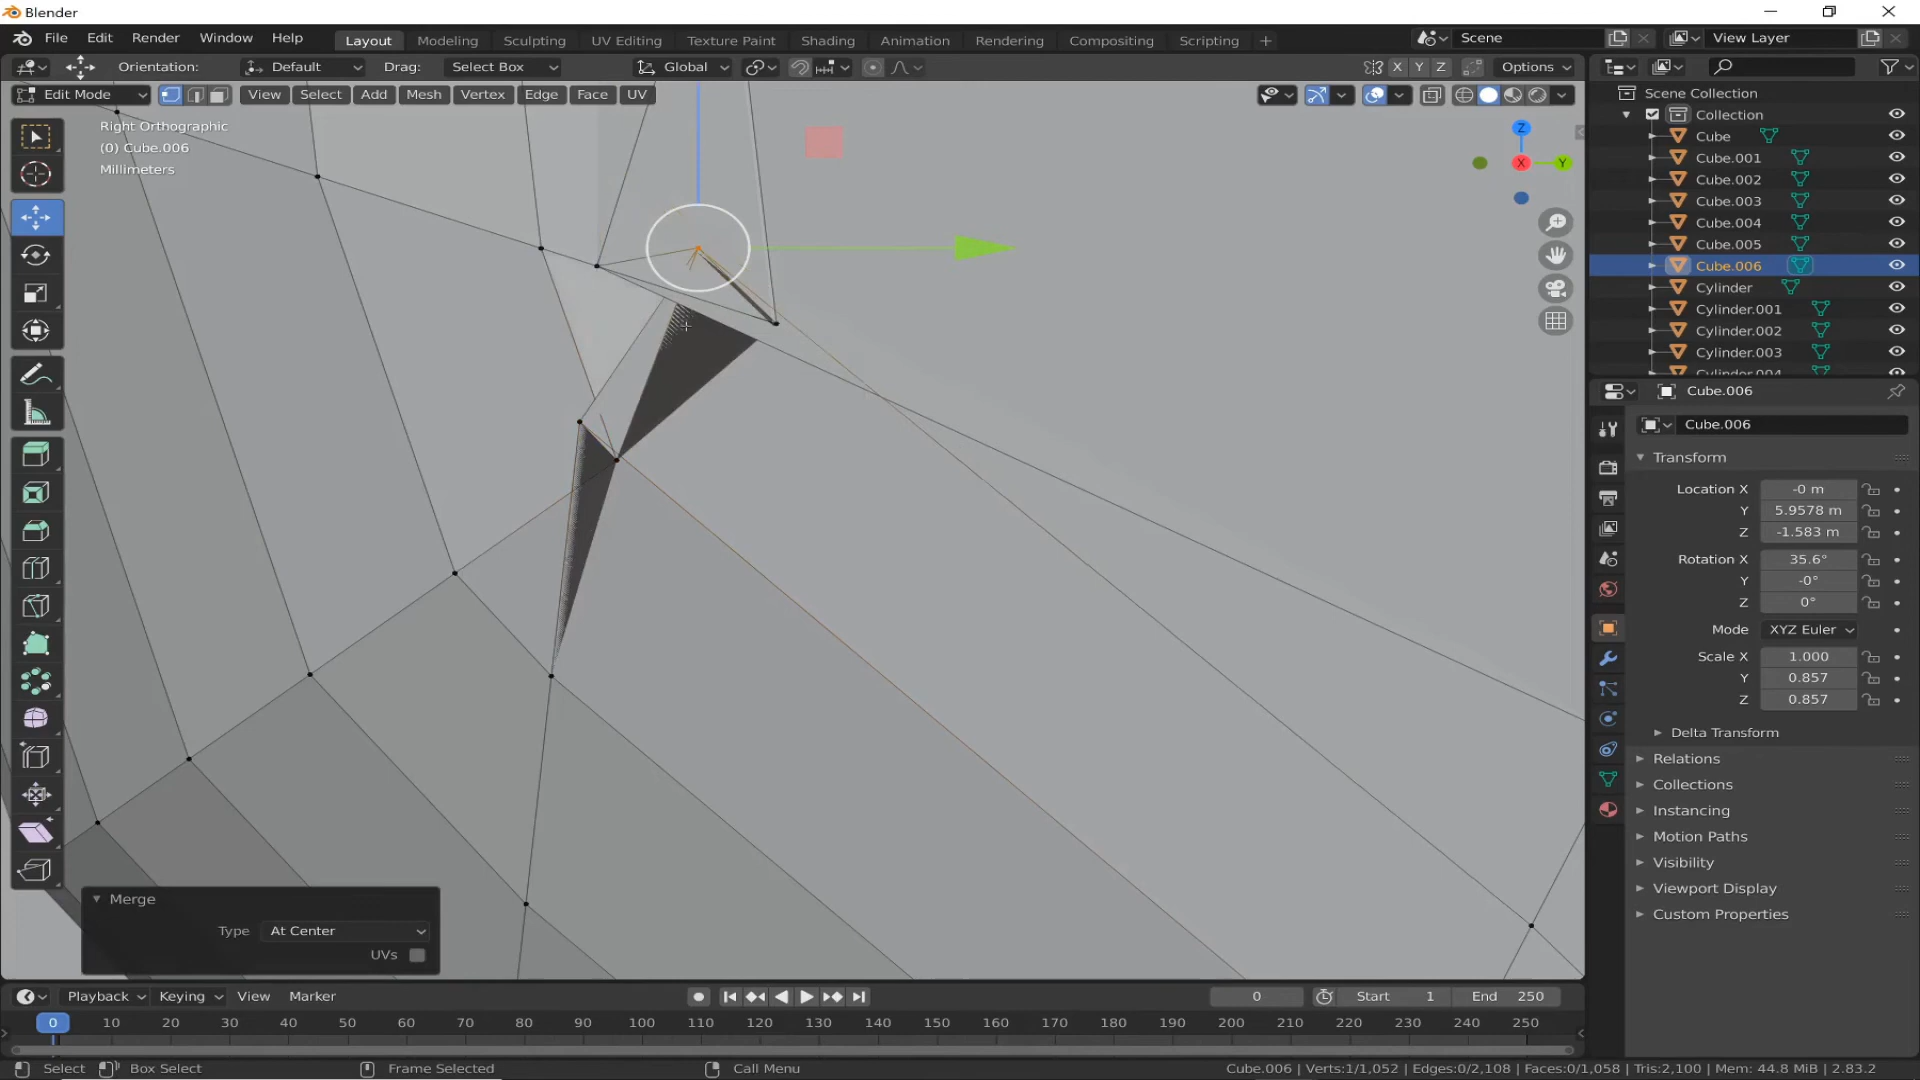 Blender
File Edit Render Window Help
Layout Modeling Sculpting UV Editing Texture Paint Shading Animation Rendering Compositing Scripting +
Scene
View Layer
Orientation: Default Drag: Select Box Global X Y Z Options
Edit Mode View Select Add Mesh Vertex Edge Face UV
Right Orthographic
(0) Cube.006
Millimeters
Z
X
Y
Scene Collection
Collection
Cube
Cube.001
Cube.002
Cube.003
Cube.004
Cube.005
Cube.006
Cylinder
Cylinder.001
Cylinder.002
Cylinder.003
Cylinder.004
Cube.006
Cube.006
Transform
Location X -0 m
Y 5.9578 m
Z -1.583 m
Rotation X 35.6°
Y -0°
Z 0°
Mode XYZ Euler
Scale X 1.000
Y 0.857
Z 0.857
Delta Transform
Relations
Collections
Instancing
Motion Paths
Visibility
Viewport Display
Custom Properties
Merge
Type At Center
UVs
Playback Keying View Marker
0 Start 1 End 250
0 10 20 30 40 50 60 70 80 90 100 110 120 130 140 150 160 170 180 190 200 210 220 230 240 250
Select Box Select Frame Selected Call Menu
Cube.006 | Verts:1/1,052 | Edges:0/2,108 | Faces:0/1,058 | Tris:2,100 | Mem: 44.8 MiB | 2.83.2